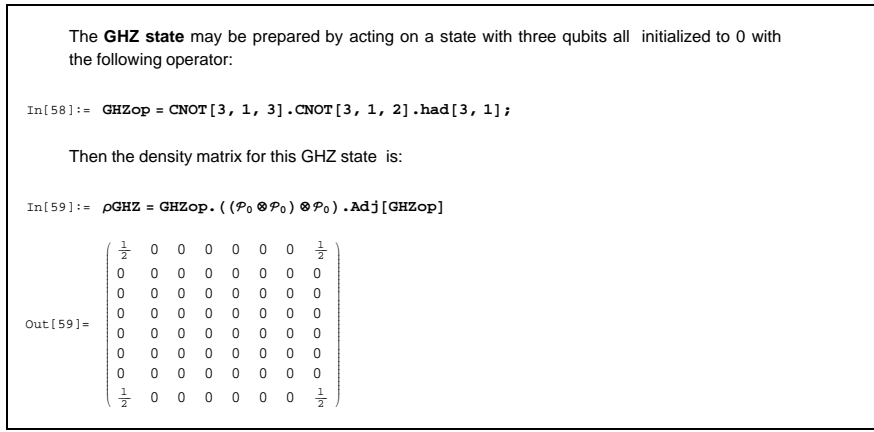 The GHZ state may be prepared by acting on a state with three qubits all initialized to 0 with
the following operator:
In[58]:= GHZop = CNOT[3, 1, 3].CNOT[3, 1, 2].had[3, 1];
Then the density matrix for this GHZ state is:
In[59]:= ρGHZ = GHZop.((𝒫₀⊗𝒫₀)⊗𝒫₀).Adj[GHZop]
Out[59]=
1/2 0 0 0 0 0 0 1/2
0 0 0 0 0 0 0 0
0 0 0 0 0 0 0 0
0 0 0 0 0 0 0 0
0 0 0 0 0 0 0 0
0 0 0 0 0 0 0 0
0 0 0 0 0 0 0 0
1/2 0 0 0 0 0 0 1/2